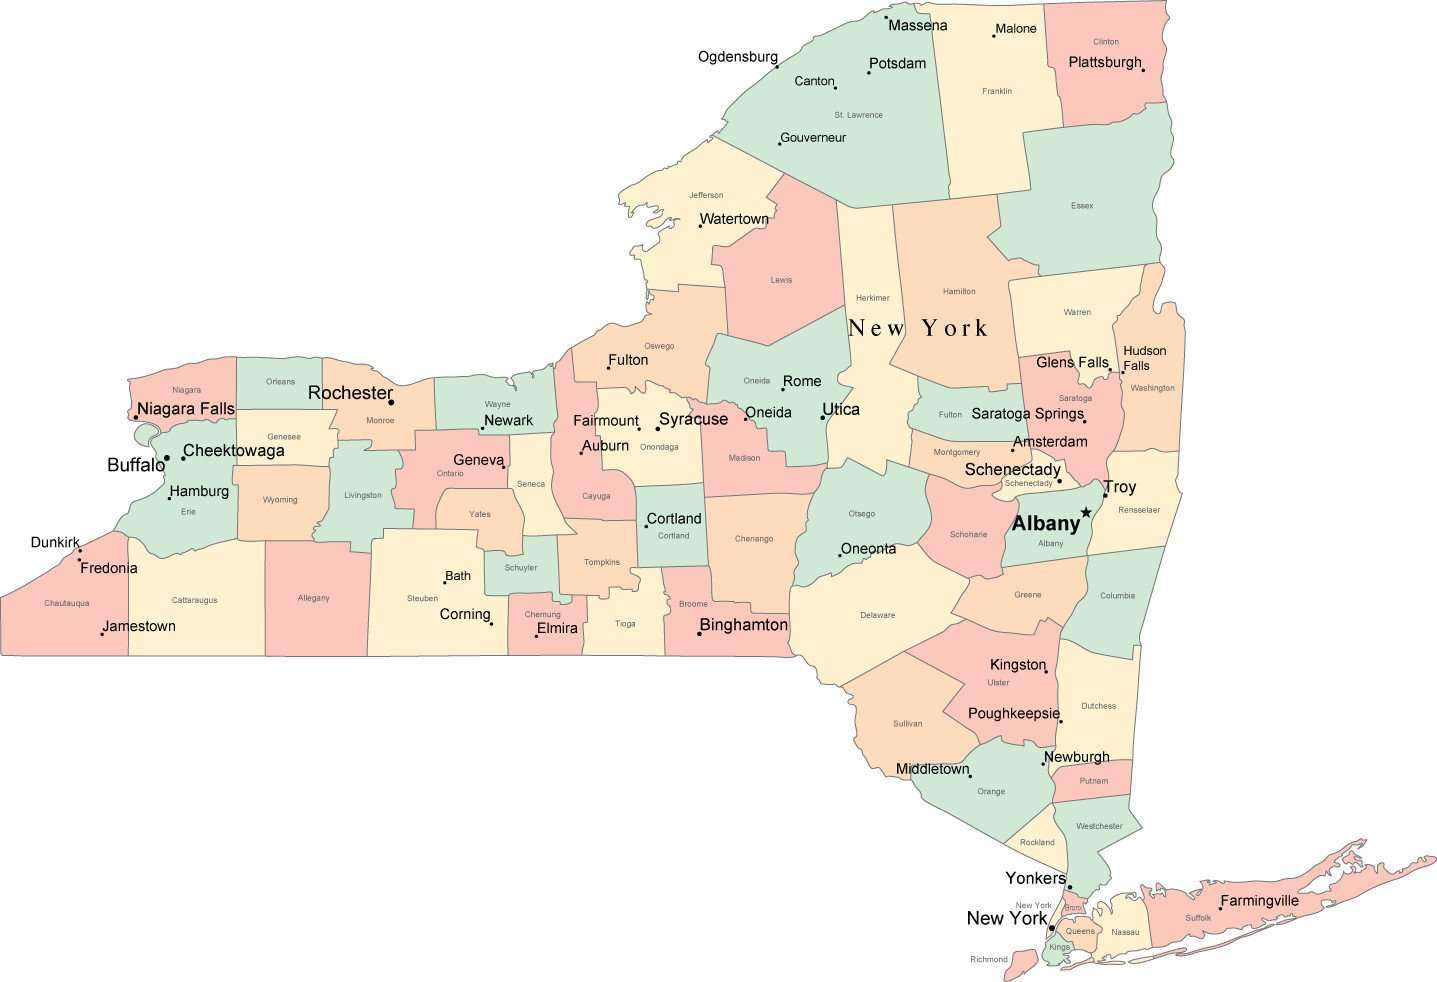 Massena
Malone
Clinton
Ogdensburg
Potsdam
Plattsburgh
Canton
Franklin
St. Lawrence
Gouverneur
Jefferson
Essex
Watertown
Lewis
Hamilton
Herkimer
Warren
New York
Oswego
Hudson
Falls
Fulton
Glens Falls
Oneida
Rome
Washington
Orleans
Niagara
Rochester
Saratoga
Wayne
Niagara Falls
Utica
Oneida
Fulton
Saratoga Springs
Newark
Monroe
Fairmount
Syracuse
Genesee
Amsterdam
Auburn
Onondaga
Cheektowaga
Montgomery
Madison
Geneva
Buffalo
Schenectady
Ontario
Seneca
Schenectady
Troy
Hamburg
Livingston
Cayuga
Wyoming
Erie
Yates
Otsego
Rensselaer
Cortland
Albany
Cortland
Schoharie
Chenango
Dunkirk
Albany
Oneonta
Fredonia
Schuyler
Tompkins
Bath
Greene
Columbia
Chautauqua
Cattaraugus
Allegany
Steuben
Broome
Corning
Chemung
Delaware
Jamestown
Elmira
Tioga
Binghamton
Kingston
Ulster
Dutchess
Poughkeepsie
Sullivan
Newburgh
Middletown
Putnam
Orange
Westchester
Rockland
Yonkers
Farmingville
New York
Bronx
New York
Suffolk
Queens
Nassau
Kings
Richmond